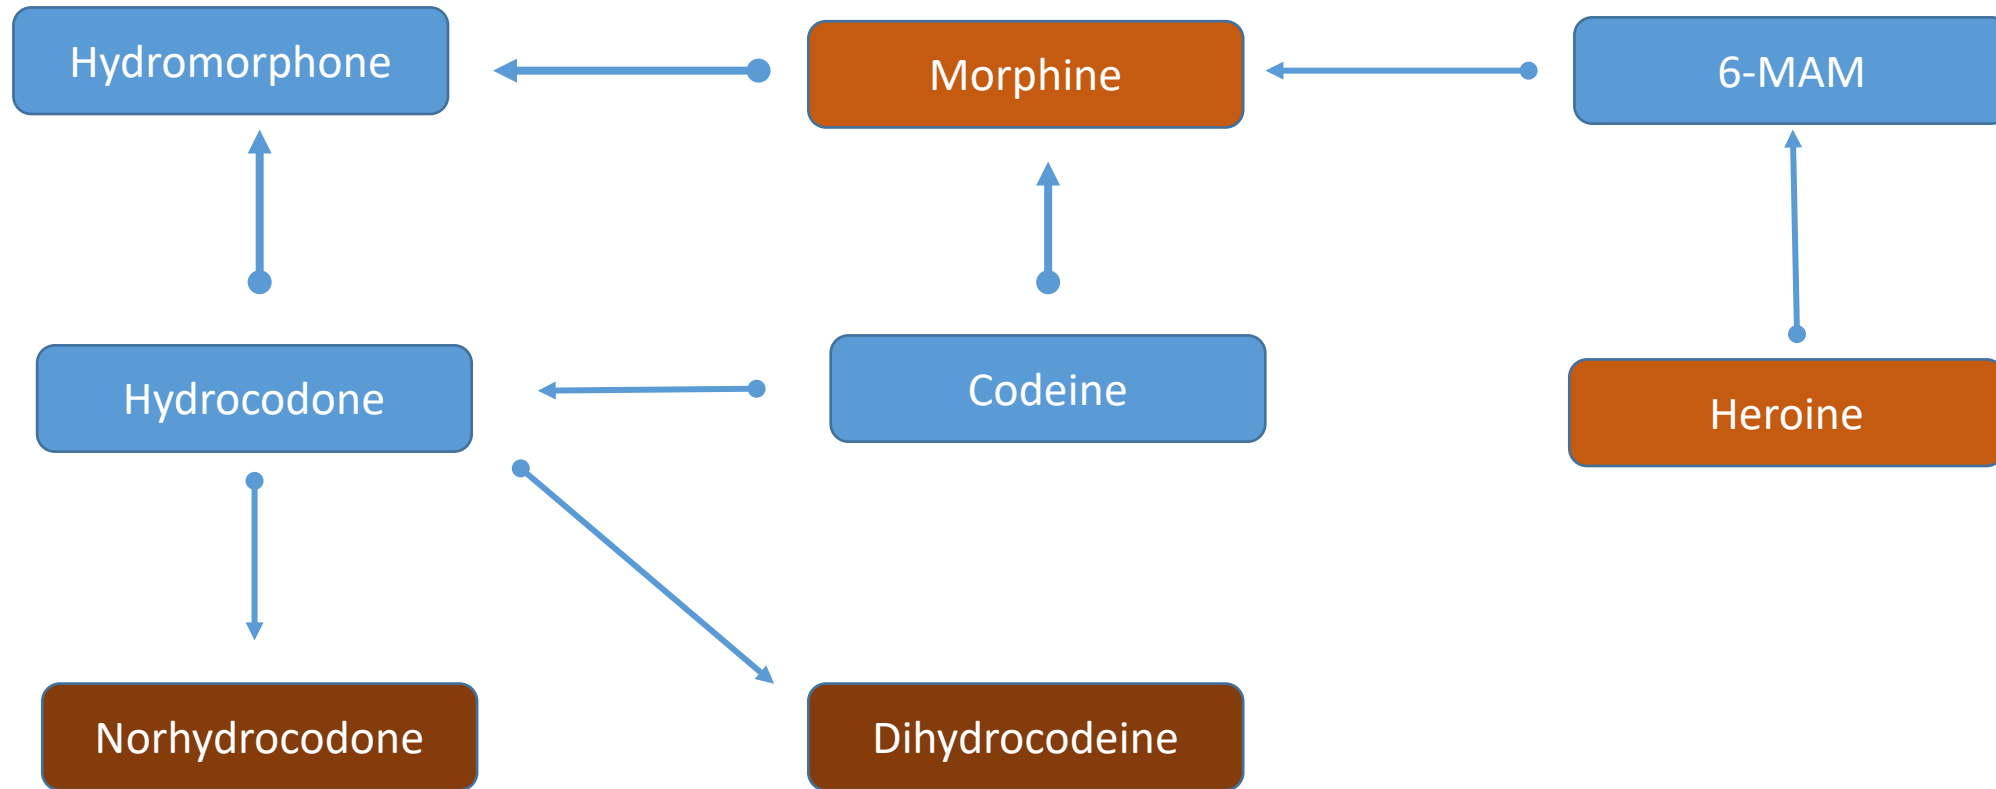 Hydromorphone
Morphine
6-MAM
Hydrocodone
Codeine
Heroine
Norhydrocodone
Dihydrocodeine